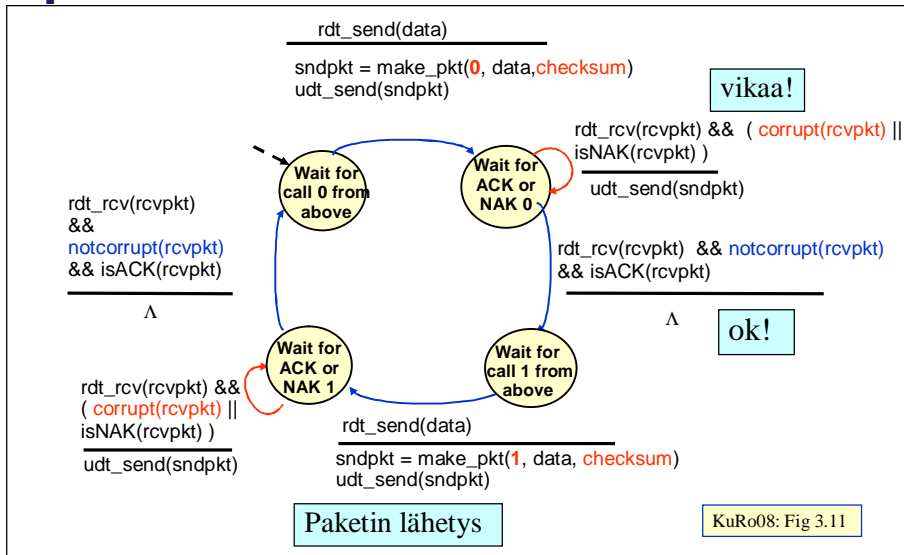 rdt_send(data)
sndpkt = make_pkt(0, data,checksum)
udt_send(sndpkt)
vikaa!
rdt_rcv(rcvpkt) && ( corrupt(rcvpkt) ||
isNAK(rcvpkt) )
udt_send(sndpkt)
Wait for
call 0 from
above
Wait for
ACK or
NAK 0
rdt_rcv(rcvpkt)
&&
notcorrupt(rcvpkt)
&& isACK(rcvpkt)
Λ
rdt_rcv(rcvpkt) && notcorrupt(rcvpkt)
&& isACK(rcvpkt)
Λ
ok!
Wait for
ACK or
NAK 1
Wait for
call 1 from
above
rdt_rcv(rcvpkt) &&
( corrupt(rcvpkt) ||
isNAK(rcvpkt) )
udt_send(sndpkt)
rdt_send(data)
sndpkt = make_pkt(1, data, checksum)
udt_send(sndpkt)
Paketin lähetys
KuRo08: Fig 3.11